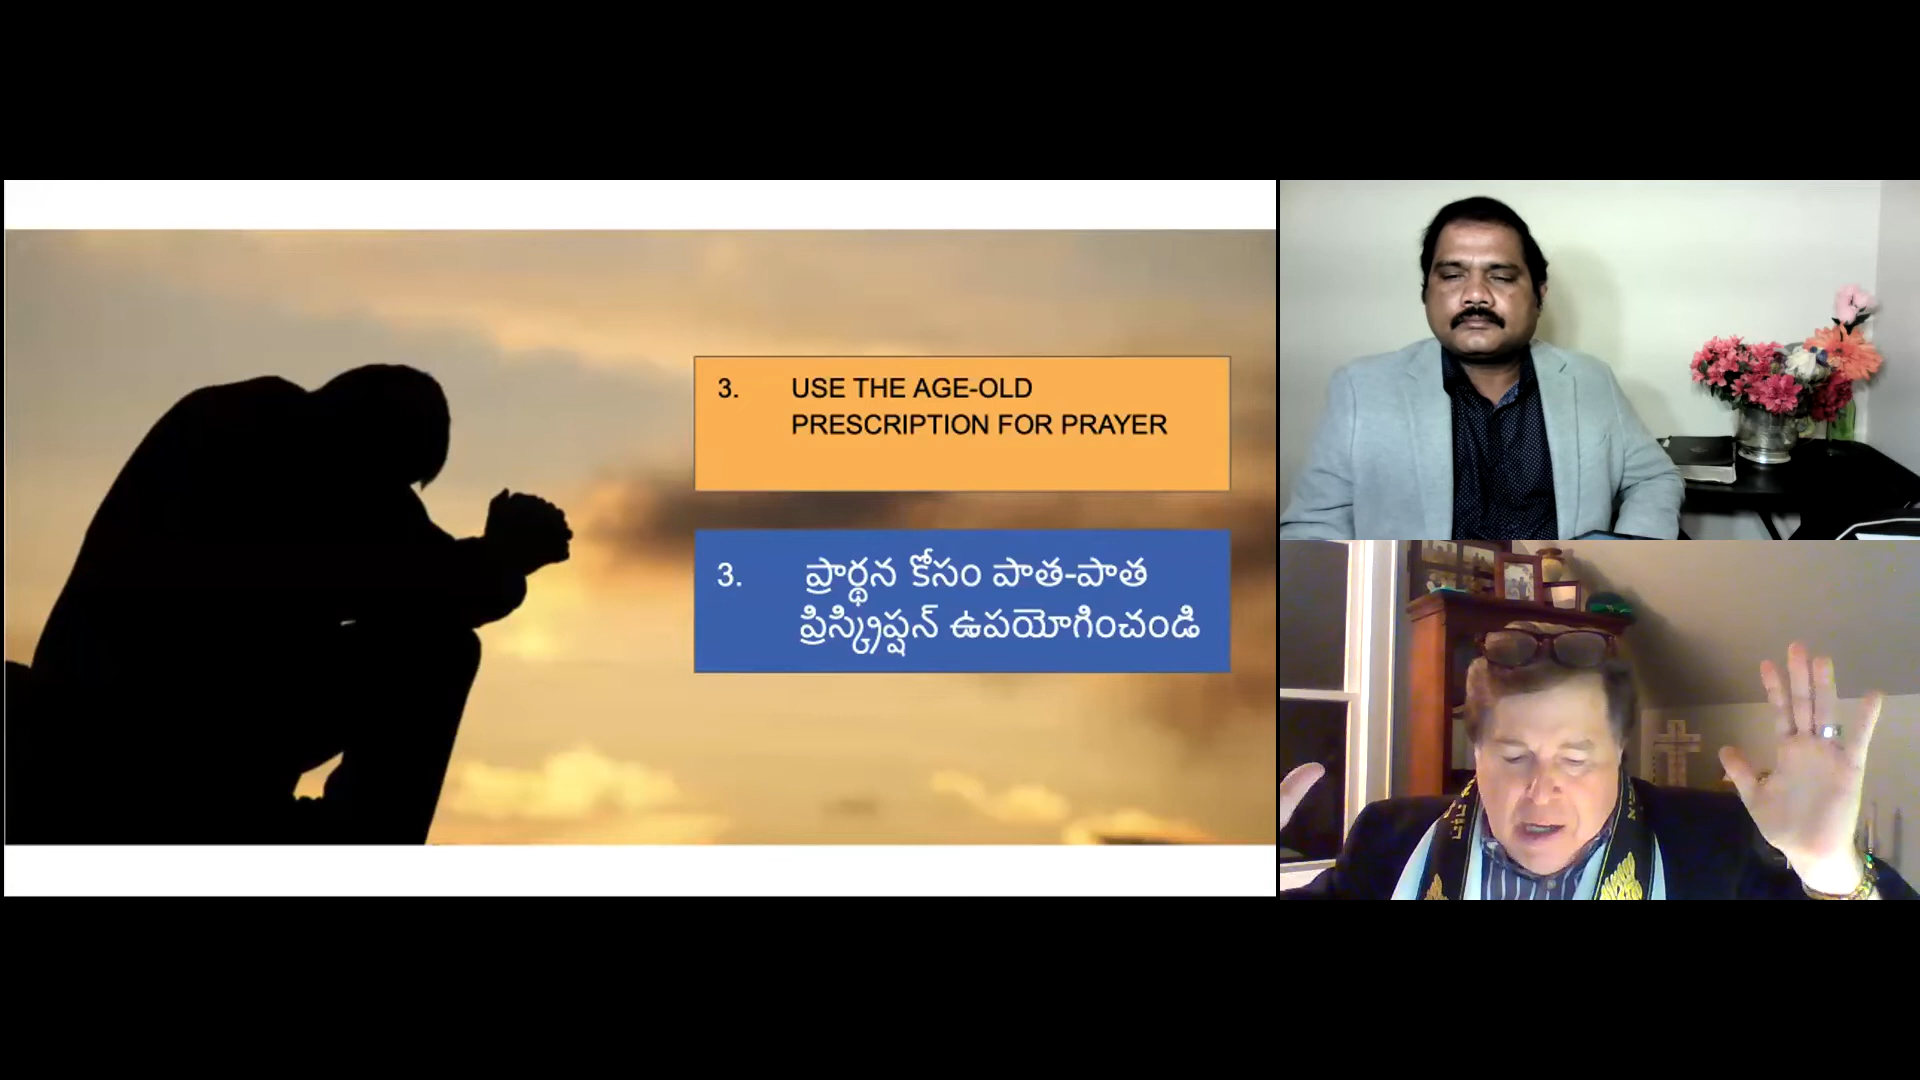 3. USE THE AGE-OLD
PRESCRIPTION FOR PRAYER
3. ప్రార్థన కోసం పాత-పాత
ప్రిస్క్రిప్షన్ ఉపయోగించండి